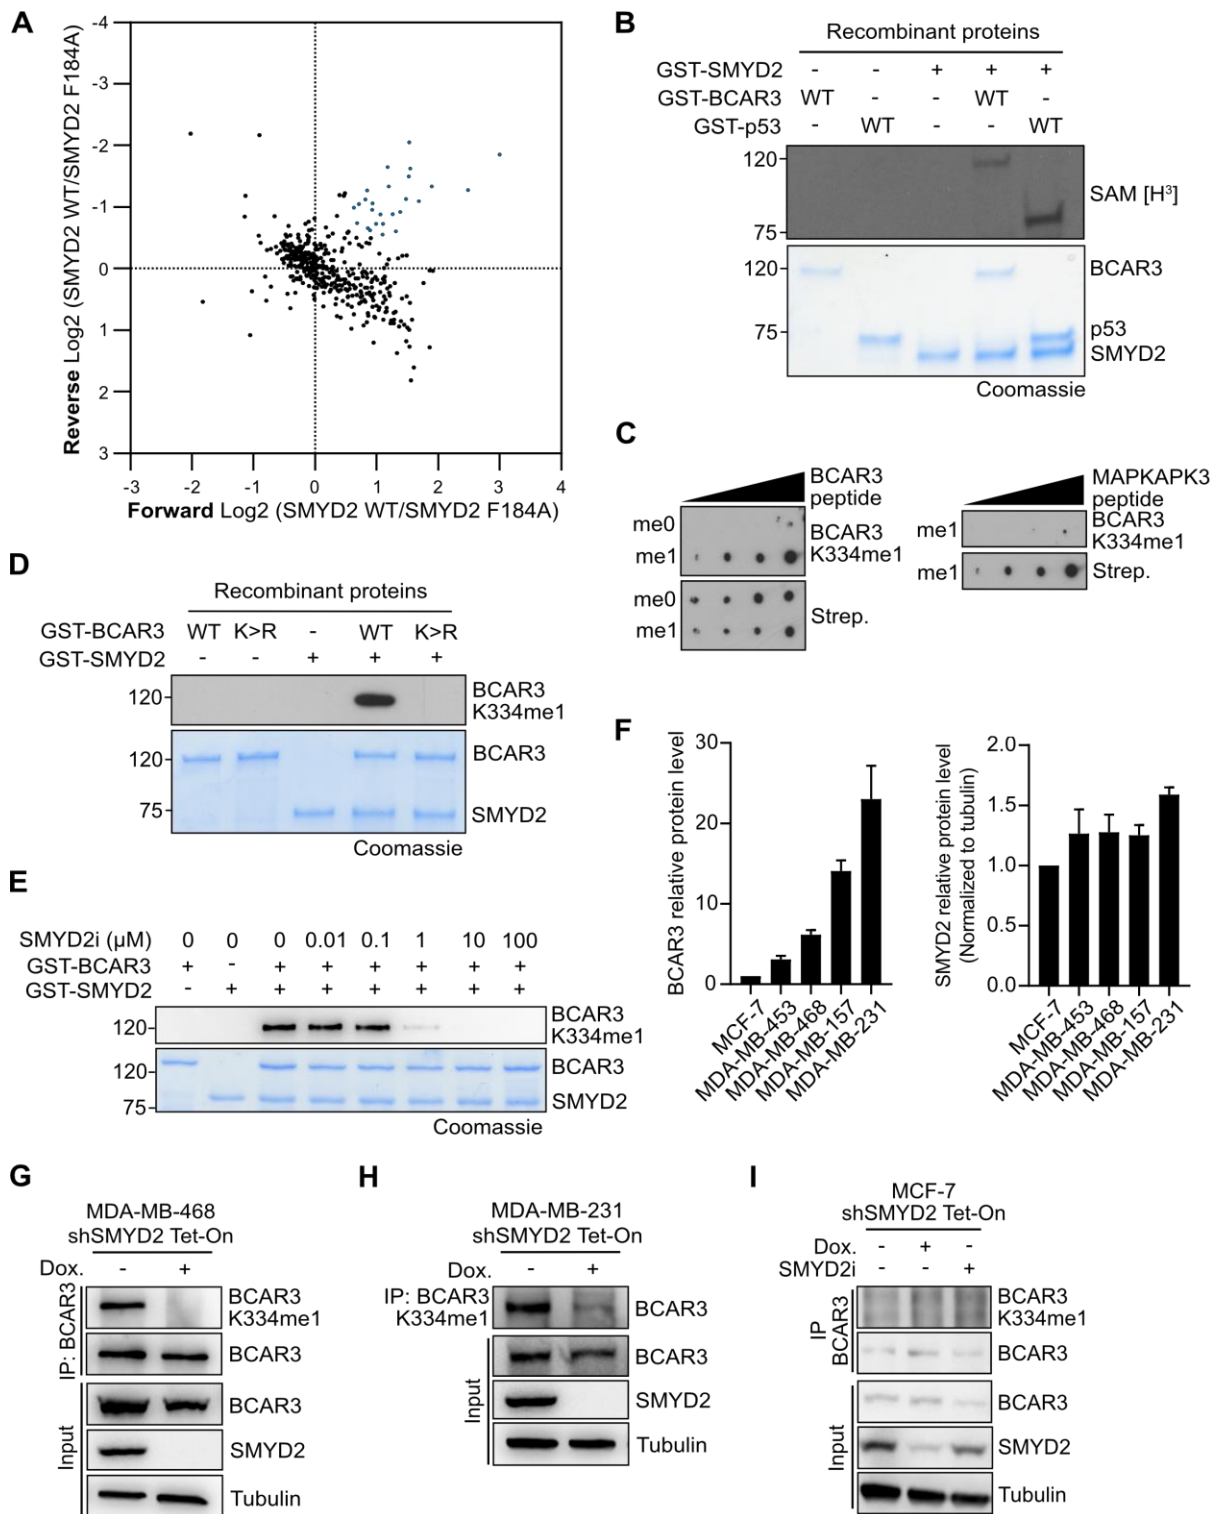 A
-4
-3
-2
-1
0
1
2
3
Reverse Log2 (SMYD2 WT/SMYD2 F184A)
-3 -2 -1 0 1 2 3 4
Forward Log2 (SMYD2 WT/SMYD2 F184A)
B
Recombinant proteins
GST-SMYD2 - - + + +
GST-BCAR3 WT - - WT -
GST-p53 - WT - - WT
120
75
SAM [H³]
120
75
BCAR3
p53
SMYD2
Coomassie
C
BCAR3
peptide
me0
me1
BCAR3
K334me1
me0
me1
Strep.
MAPKAPK3
peptide
me1
BCAR3
K334me1
me1
Strep.
D
Recombinant proteins
GST-BCAR3 WT K>R - WT K>R
GST-SMYD2 - - + + +
120
BCAR3
K334me1
120
75
BCAR3
SMYD2
Coomassie
E
SMYD2i (µM) 0 0 0 0.01 0.1 1 10 100
GST-BCAR3 + - + + + + + +
GST-SMYD2 - + + + + + + +
120
BCAR3
K334me1
120
75
BCAR3
SMYD2
Coomassie
F
BCAR3 relative protein level
30
20
10
0
MCF-7
MDA-MB-453
MDA-MB-468
MDA-MB-157
MDA-MB-231
SMYD2 relative protein level
(Normalized to tubulin)
2.0
1.5
1.0
0.5
0.0
MCF-7
MDA-MB-453
MDA-MB-468
MDA-MB-157
MDA-MB-231
G
MDA-MB-468
shSMYD2 Tet-On
Dox. - +
IP: BCAR3
BCAR3
K334me1
BCAR3
Input
BCAR3
SMYD2
Tubulin
H
MDA-MB-231
shSMYD2 Tet-On
Dox. - +
IP: BCAR3
K334me1
BCAR3
Input
BCAR3
SMYD2
Tubulin
I
MCF-7
shSMYD2 Tet-On
Dox. - + -
SMYD2i - - +
IP
BCAR3
BCAR3
K334me1
BCAR3
Input
BCAR3
SMYD2
Tubulin